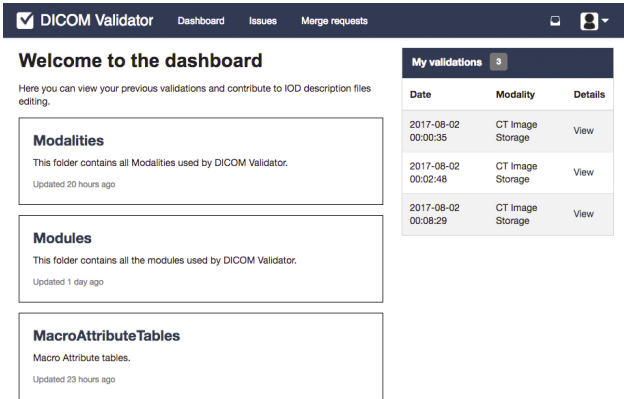 DICOM Validator
Dashboard
Issues
Merge requests
Welcome to the dashboard
Here you can view your previous validations and contribute to IOD description files
editing.
Modalities
This folder contains all Modalities used by DICOM Validator.
Updated 20 hours ago
Modules
This folder contains all the modules used by DICOM Validator.
Updated 1 day ago
MacroAttributeTables
Macro Attribute tables.
Updated 23 hours ago
My validations 3
Date Modality Details
2017-08-02 CT Image
00:00:35 Storage View
2017-08-02 CT Image
00:02:48 Storage View
2017-08-02 CT Image
00:08:29 Storage View